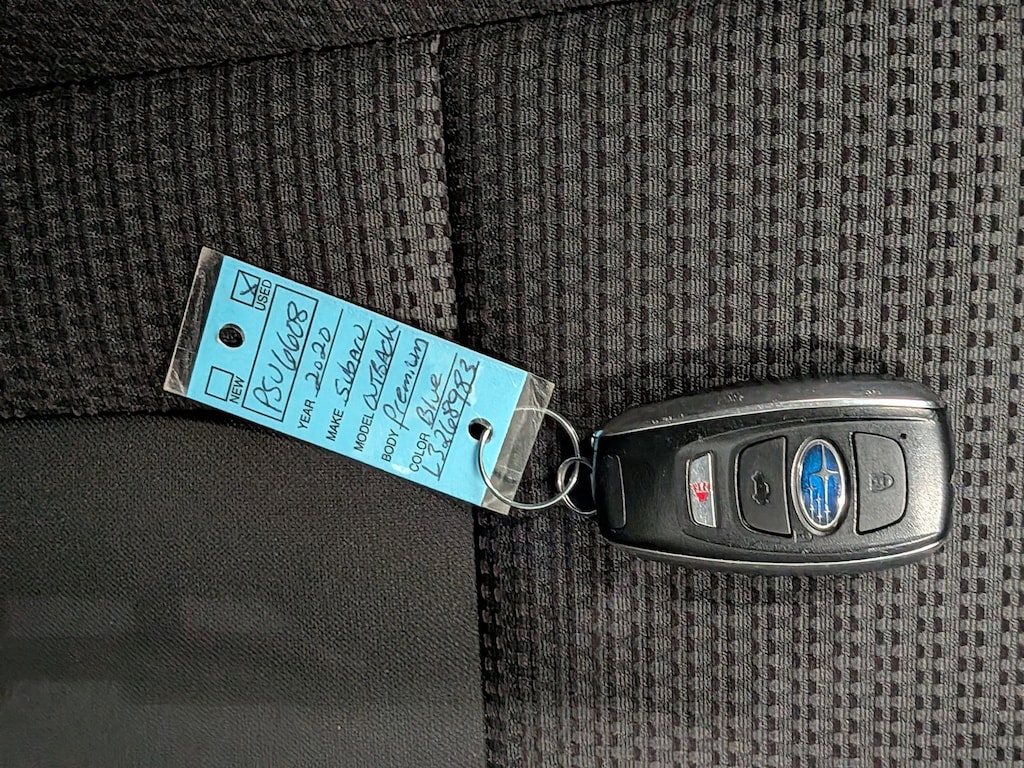 NEW
X USED
PSU6608
YEAR 2020
MAKE Subaru
MODEL OUTBACK
BODY Premium
COLOR Blue
L3268983